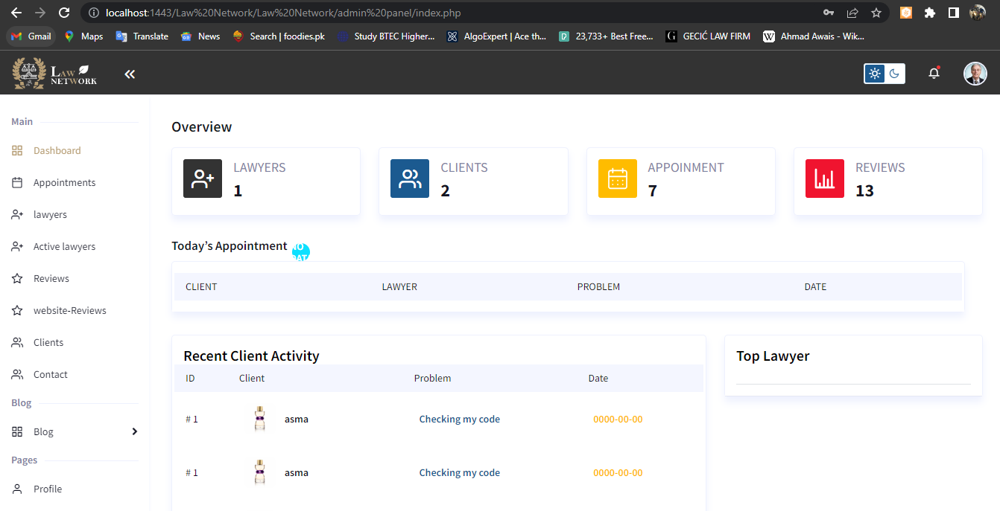 localhost:1443/Law%20Network/Law%20Network/admin%20panel/index.php
Gmail Maps Translate News Search | foodies.pk Study BTEC Higher... AlgoExpert | Ace th... 23,733+ Best Free... GECIĆ LAW FIRM Ahmad Awais - Wik...
LAW
NETWORK
Main
Dashboard
Appointments
lawyers
Active lawyers
Reviews
website-Reviews
Clients
Contact
Blog
Blog
Pages
Profile
Overview
LAWYERS
1
CLIENTS
2
APPOINMENT
7
REVIEWS
13
Today's Appointment
NO
DAT
CLIENT LAWYER PROBLEM DATE
Recent Client Activity
ID Client Problem Date
# 1 asma Checking my code 0000-00-00
# 1 asma Checking my code 0000-00-00
Top Lawyer